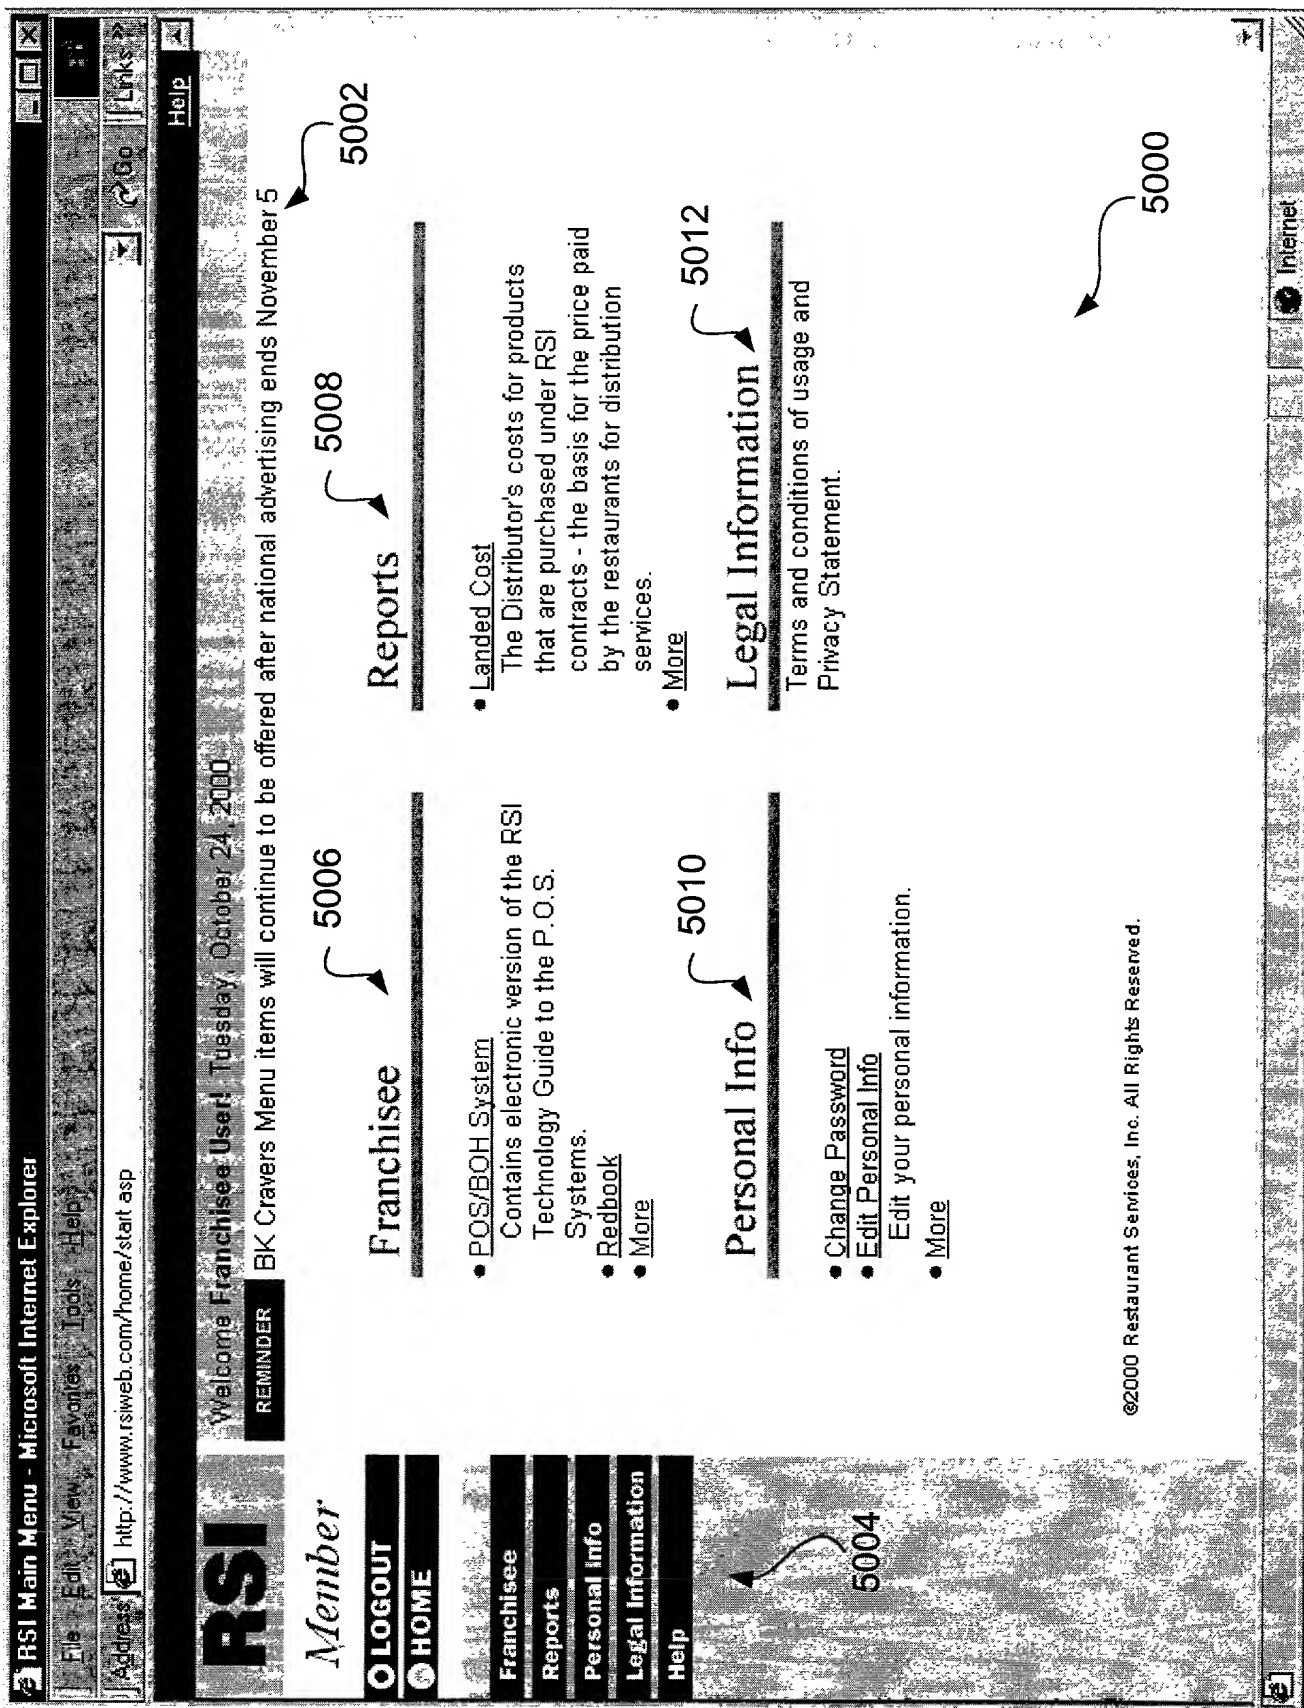 RSI Main Menu - Microsoft Internet Explorer
File Edit View Favorites Tools Help
Address http://www.rsiweb.com/home/start.asp Go Links »
Help
RSI
Welcome Franchisee User! Tuesday, October 24, 2000
REMINDER BK Cravers Menu items will continue to be offered after national advertising ends November 5
5002
Member
LOGOUT
HOME
Franchisee
Reports
Personal Info
Legal Information
Help
5004
Franchisee
5006
• POS/BOH System
Contains electronic version of the RSI
Technology Guide to the P.O.S.
Systems.
• Redbook
• More
Reports
5008
• Landed Cost
The Distributor's costs for products
that are purchased under RSI
contracts - the basis for the price paid
by the restaurants for distribution
services.
• More
Personal Info
5010
• Change Password
• Edit Personal Info
Edit your personal information.
• More
Legal Information
5012
Terms and conditions of usage and
Privacy Statement.
5000
©2000 Restaurant Services, Inc. All Rights Reserved.
Internet